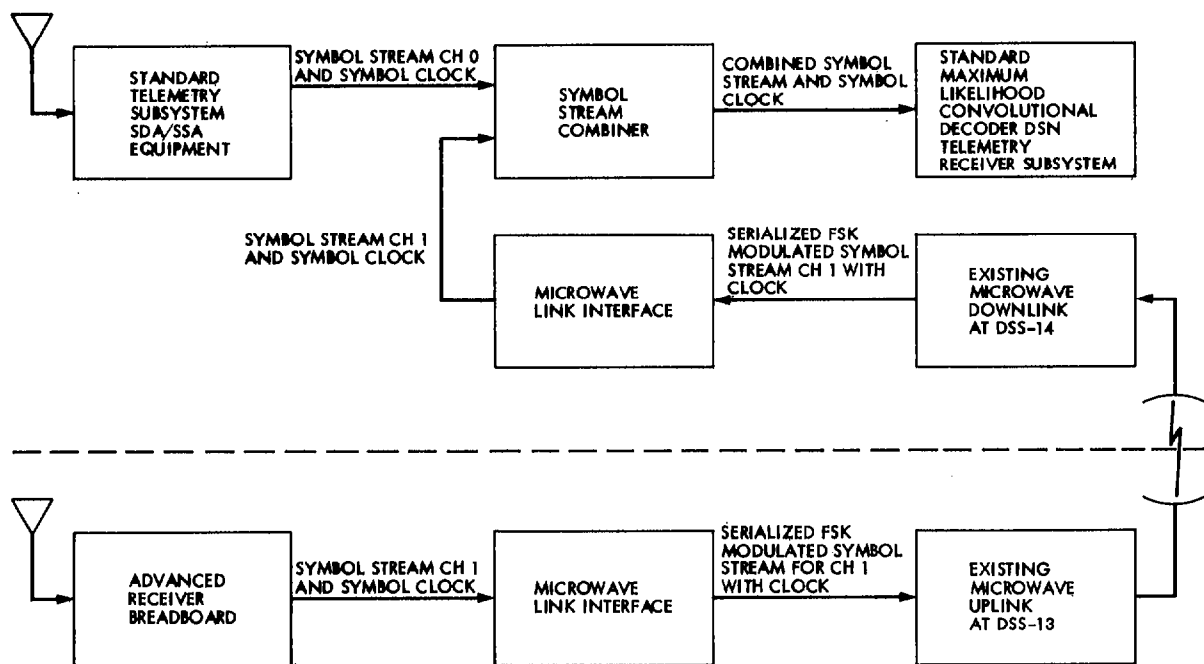 STANDARD
TELEMETRY
SUBSYSTEM
SDA/SSA
EQUIPMENT
SYMBOL STREAM CH 0
AND SYMBOL CLOCK
SYMBOL
STREAM
COMBINER
COMBINED SYMBOL
STREAM AND SYMBOL
CLOCK
STANDARD
MAXIMUM
LIKELIHOOD
CONVOLUTIONAL
DECODER DSN
TELEMETRY
RECEIVER SUBSYSTEM
SYMBOL STREAM CH 1
AND SYMBOL CLOCK
MICROWAVE
LINK INTERFACE
SERIALIZED FSK
MODULATED SYMBOL
STREAM CH 1 WITH
CLOCK
EXISTING
MICROWAVE
DOWNLINK
AT DSS-14
ADVANCED
RECEIVER
BREADBOARD
SYMBOL STREAM CH 1
AND SYMBOL CLOCK
MICROWAVE
LINK INTERFACE
SERIALIZED FSK
MODULATED SYMBOL
STREAM FOR CH 1
WITH CLOCK
EXISTING
MICROWAVE
UPLINK
AT DSS-13